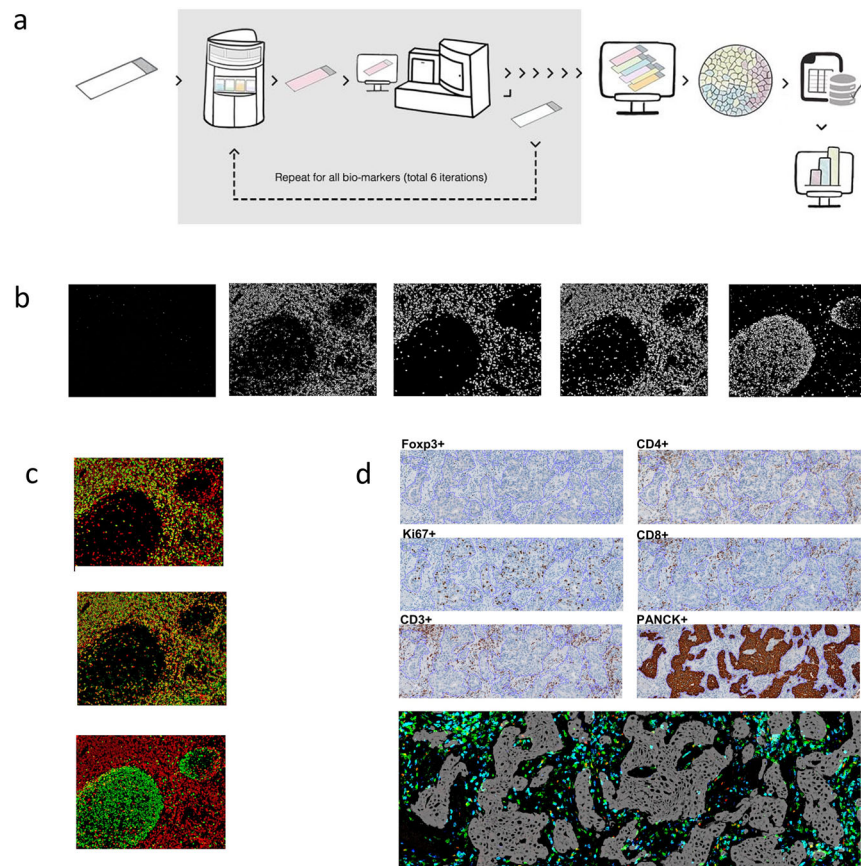 a
Repeat for all bio-markers (total 6 iterations)
b
c
d
Foxp3+
CD4+
Ki67+
CD8+
CD3+
PANCK+